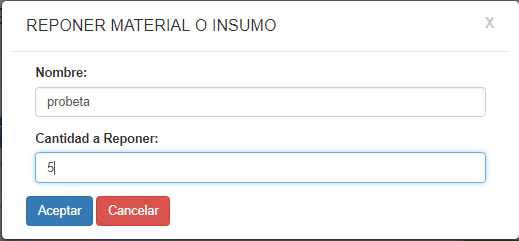 REPONER MATERIAL O INSUMO
X
Nombre:
probeta
Cantidad a Reponer:
5
Aceptar Cancelar